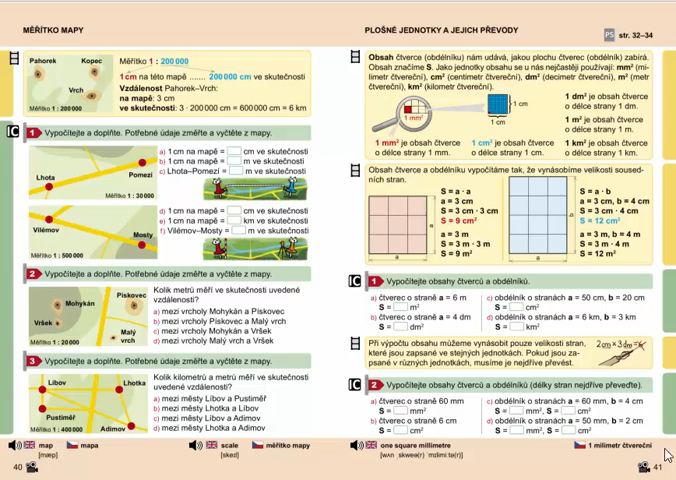 MĚŘÍTKO MAPY
Pahorek
Kopec
Vrch
Měřítko 1 : 200 000
Měřítko 1 : 200 000
1 cm na této mapě ....... 200 000 cm ve skutečnosti
Vzdálenost Pahorek–Vrch:
na mapě: 3 cm
ve skutečnosti: 3 · 200 000 cm = 600 000 cm = 6 km
1 Vypočítejte a doplňte. Potřebné údaje změřte a vyčtěte z mapy.
Lhota
Pomezí
Měřítko 1 : 30 000
a) 1 cm na mapě = cm ve skutečnosti
b) 1 cm na mapě = m ve skutečnosti
c) Lhota–Pomezí = m ve skutečnosti
Vilémov
Mosty
Měřítko 1 : 500 000
d) 1 cm na mapě = cm ve skutečnosti
e) 1 cm na mapě = km ve skutečnosti
f) Vilémov–Mosty = m ve skutečnosti
2 Vypočítejte a doplňte. Potřebné údaje změřte a vyčtěte z mapy.
Mohykán
Pískovec
Vršek
Malý
vrch
Měřítko 1 : 20 000
Kolik metrů měří ve skutečnosti uvedené
vzdálenosti?
a) mezi vrcholy Mohykán a Pískovec
b) mezi vrcholy Pískovec a Malý vrch
c) mezi vrcholy Mohykán a Vršek
d) mezi vrcholy Malý vrch a Vršek
3 Vypočítejte a doplňte. Potřebné údaje změřte a vyčtěte z mapy.
Líbov
Lhotka
Pustiměř
Adimov
Měřítko 1 : 400 000
Kolik kilometrů a metrů měří ve skutečnosti
uvedené vzdálenosti?
a) mezi městy Líbov a Pustiměř
b) mezi městy Lhotka a Líbov
c) mezi městy Líbov a Adimov
d) mezi městy Lhotka a Adimov
map
[mæp]
mapa
scale
[skeɪl]
měřítko mapy
40
PLOŠNÉ JEDNOTKY A JEJICH PŘEVODY
PS str. 32–34
Obsah čtverce (obdélníku) nám udává, jakou plochu čtverec (obdélník) zabírá.
Obsah značíme S. Jako jednotky obsahu se u nás nejčastěji používají: mm² (mi-
limetr čtvereční), cm² (centimetr čtvereční), dm² (decimetr čtvereční), m² (metr
čtvereční), km² (kilometr čtvereční).
1 mm²
1 cm
1 cm
1 mm² je obsah čtverce
o délce strany 1 mm.
1 cm² je obsah čtverce
o délce strany 1 cm.
1 dm² je obsah čtverce
o délce strany 1 dm.
1 m² je obsah čtverce
o délce strany 1 m.
1 km² je obsah čtverce
o délce strany 1 km.
Obsah čtverce a obdélníku vypočítáme tak, že vynásobíme velikosti soused-
ních stran.
a
a
S = a · a
a = 3 cm
S = 3 cm · 3 cm
S = 9 cm²
a = 3 m
S = 3 m · 3 m
S = 9 m²
b
a
S = a · b
a = 3 cm, b = 4 cm
S = 3 cm · 4 cm
S = 12 cm²
a = 3 m, b = 4 m
S = 3 m · 4 m
S = 12 m²
1 Vypočítejte obsahy čtverců a obdélníků.
a) čtverec o straně a = 6 m
S = m²
b) čtverec o straně a = 4 dm
S = dm²
c) obdélník o stranách a = 50 cm, b = 20 cm
S = cm²
d) obdélník o stranách a = 6 km, b = 3 km
S = km²
Při výpočtu obsahu můžeme vynásobit pouze velikosti stran,
které jsou zapsané ve stejných jednotkách. Pokud jsou za-
psané v různých jednotkách, musíme je nejdříve převést.
2 Vypočítejte obsahy čtverců a obdélníků (délky stran nejdříve převeďte).
a) čtverec o straně 60 mm
S = mm²
b) čtverec o straně 6 cm
S = cm²
c) obdélník o stranách a = 60 mm, b = 4 cm
S = mm², S = cm²
d) obdélník o stranách a = 50 mm, b = 2 cm
S = mm², S = cm²
one square millimetre
1 milimetr čtvereční
41